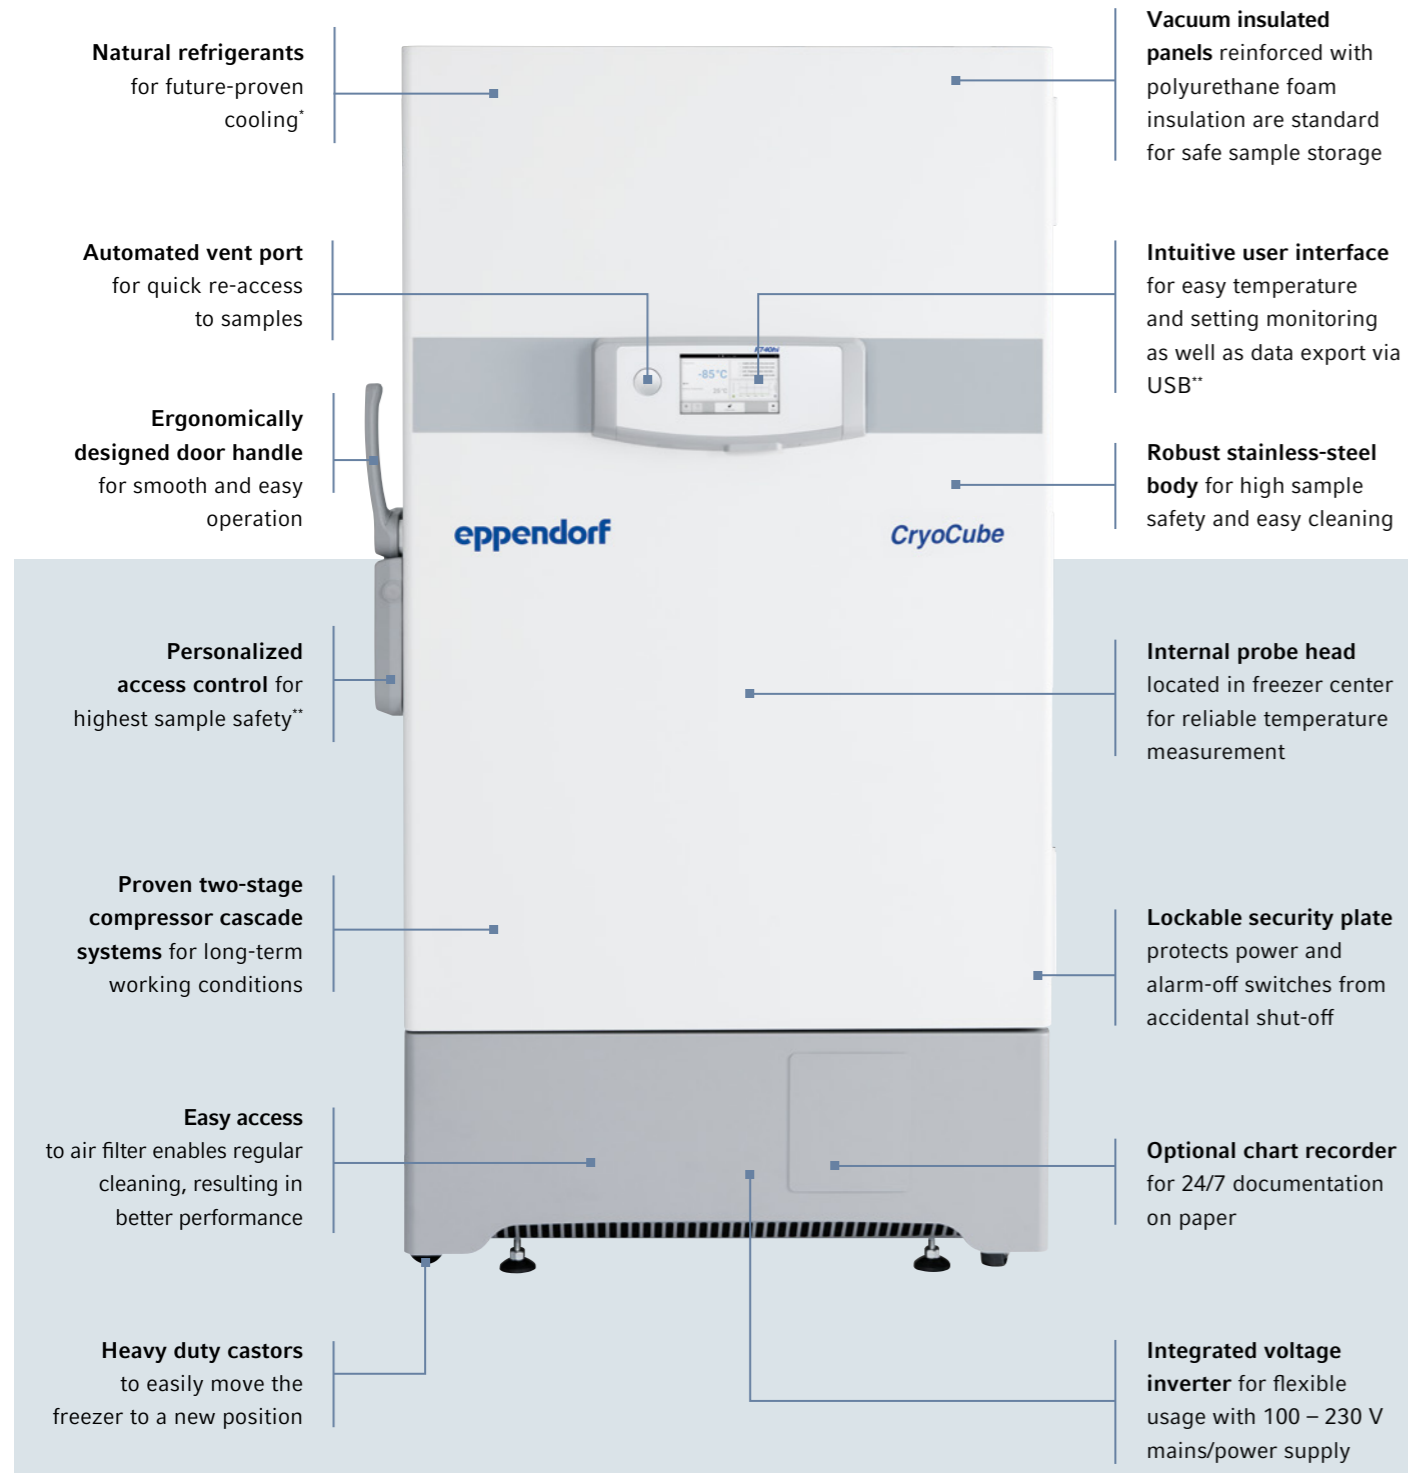 Natural refrigerants
for future-proven
cooling*
Automated vent port
for quick re-access
to samples
Ergonomically
designed door handle
for smooth and easy
operation
Personalized
access control for
highest sample safety**
Proven two-stage
compressor cascade
systems for long-term
working conditions
Easy access
to air filter enables regular
cleaning, resulting in
better performance
Heavy duty castors
to easily move the
freezer to a new position
-85°C
eppendorf
CryoCube
Vacuum insulated
panels reinforced with
polyurethane foam
insulation are standard
for safe sample storage
Intuitive user interface
for easy temperature
and setting monitoring
as well as data export via
USB**
Robust stainless-steel
body for high sample
safety and easy cleaning
Internal probe head
located in freezer center
for reliable temperature
measurement
Lockable security plate
protects power and
alarm-off switches from
accidental shut-off
Optional chart recorder
for 24/7 documentation
on paper
Integrated voltage
inverter for flexible
usage with 100 – 230 V
mains/power supply